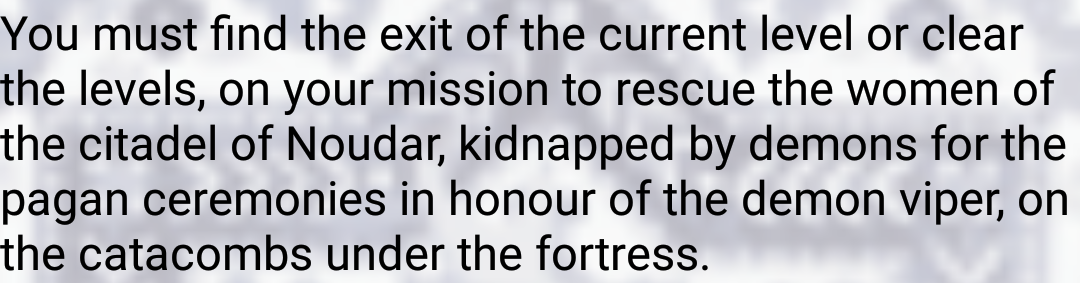 You must find the exit of the current level or clear
the levels, on your mission to rescue the women of
the citadel of Noudar, kidnapped by demons for the
pagan ceremonies in honour of the demon viper, on
the catacombs under the fortress.